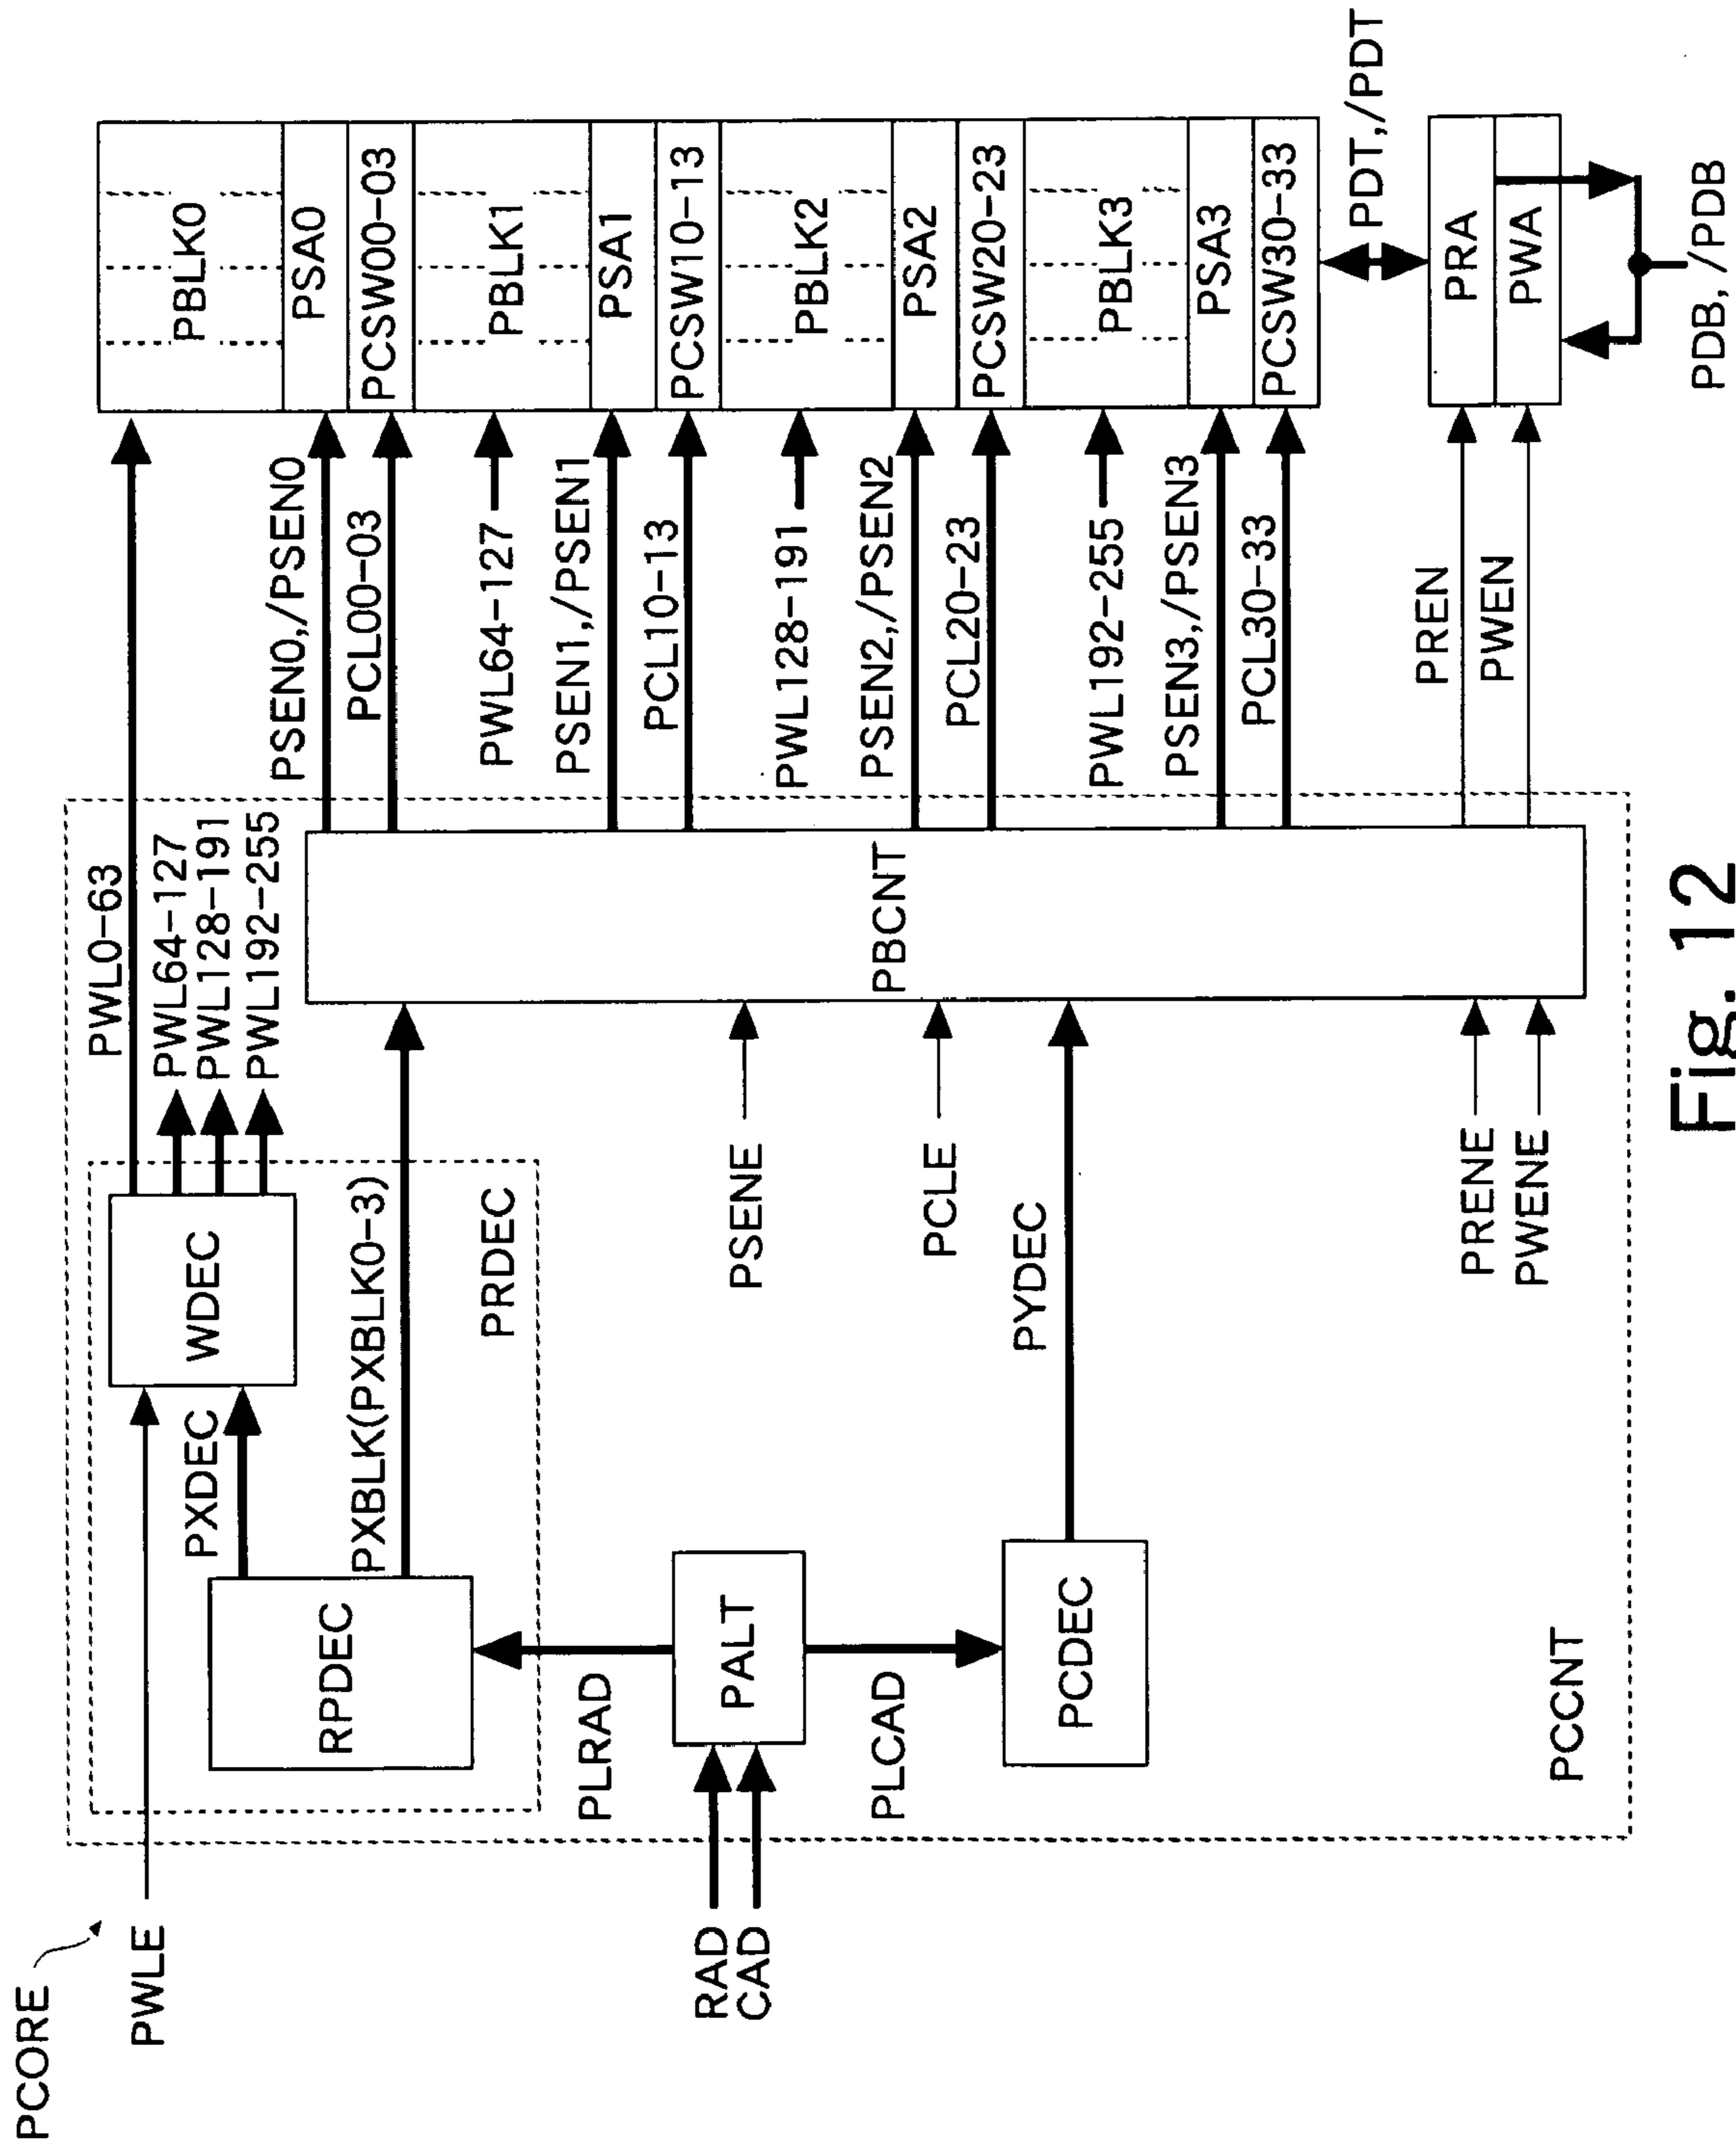 PCORE
PWLE
RAD
CAD
PXDEC
WDEC
PWL0-63
PWL64-127
PWL128-191
PWL192-255
RPDEC
PXBLK(PXBLK0-3)
PRDEC
PLRAD
PALT
PLCAD
PCDEC
PYDEC
PSENE
PCLE
PRENE
PWENE
PCCNT
PBCNT
PSEN0,/PSEN0
PCL00-03
PWL64-127
PSEN1,/PSEN1
PCL10-13
PWL128-191
PSEN2,/PSEN2
PCL20-23
PWL192-255
PSEN3,/PSEN3
PCL30-33
PREN
PWEN
PBLK0
PSA0
PCSW00-03
PBLK1
PSA1
PCSW10-13
PBLK2
PSA2
PCSW20-23
PBLK3
PSA3
PCSW30-33
PDT,/PDT
PRA
PWA
PDB,/PDB
Fig. 12